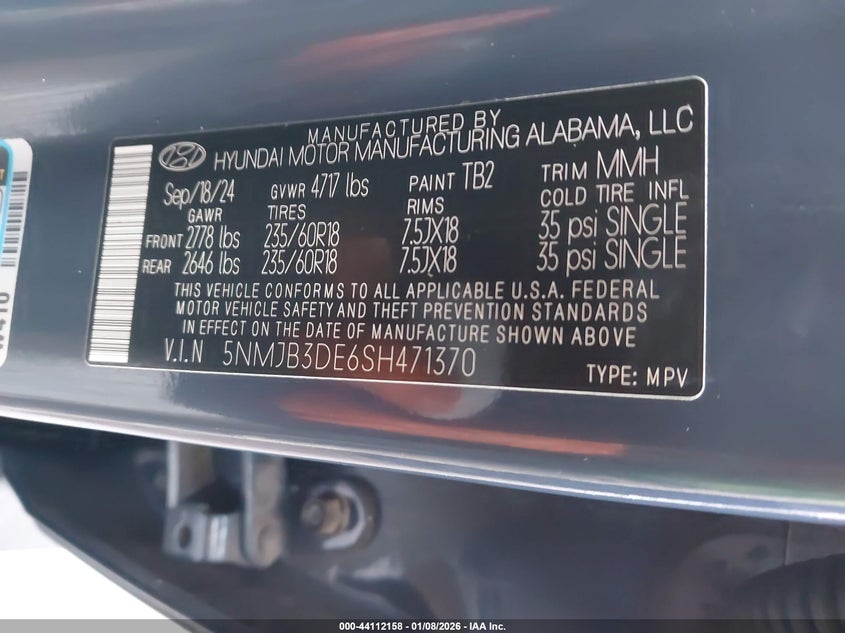 MANUFACTURED BY
HYUNDAI MOTOR MANUFACTURING ALABAMA, LLC
Sep/18/24 GVWR 4717 lbs PAINT TB2 TRIM MMH
GAWR TIRES RIMS COLD TIRE INFL
FRONT 2778 lbs 235/60R18 7.5JX18 35 psi SINGLE
REAR 2646 lbs 235/60R18 7.5JX18 35 psi SINGLE
THIS VEHICLE CONFORMS TO ALL APPLICABLE U.S.A. FEDERAL
MOTOR VEHICLE SAFETY AND THEFT PREVENTION STANDARDS
IN EFFECT ON THE DATE OF MANUFACTURE SHOWN ABOVE
V.I.N 5NMJB3DE6SH471370
TYPE: MPV
000-44112158 - 01/08/2026 - IAA Inc.